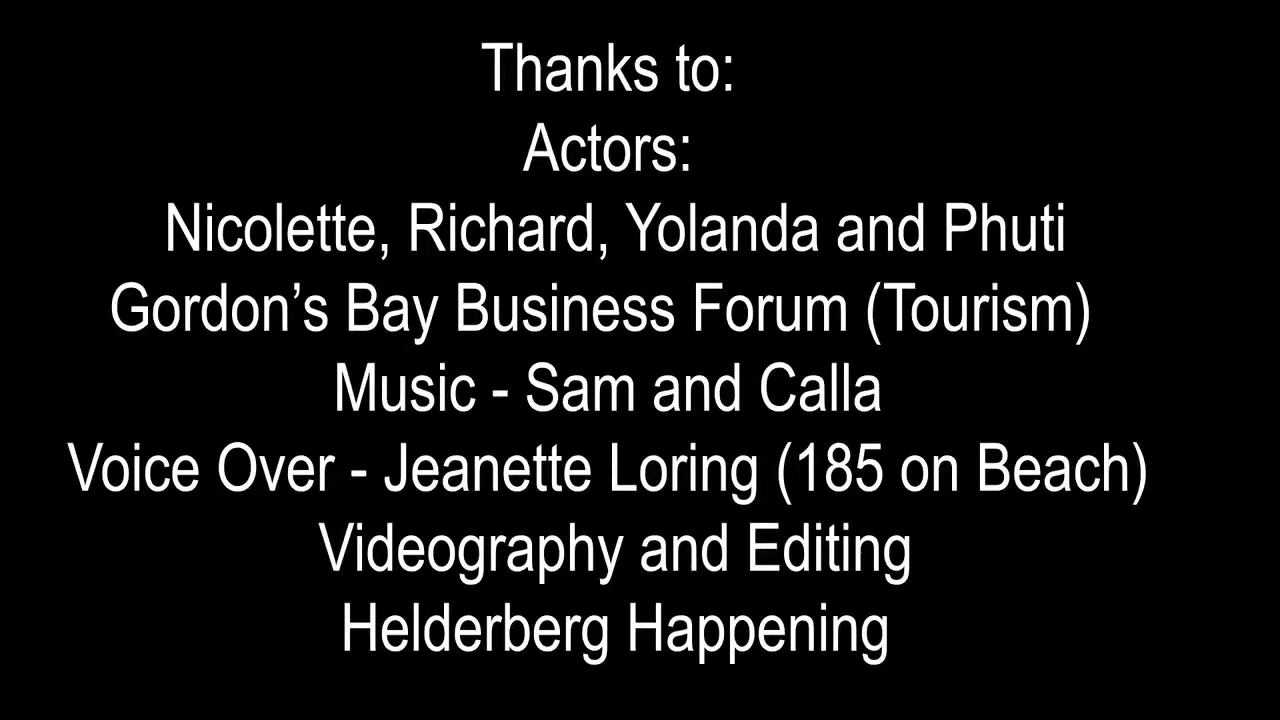 Thanks to:
Actors:
Nicolette, Richard, Yolanda and Phuti
Gordon’s Bay Business Forum (Tourism)
Music - Sam and Calla
Voice Over - Jeanette Loring (185 on Beach)
Videography and Editing
Helderberg Happening